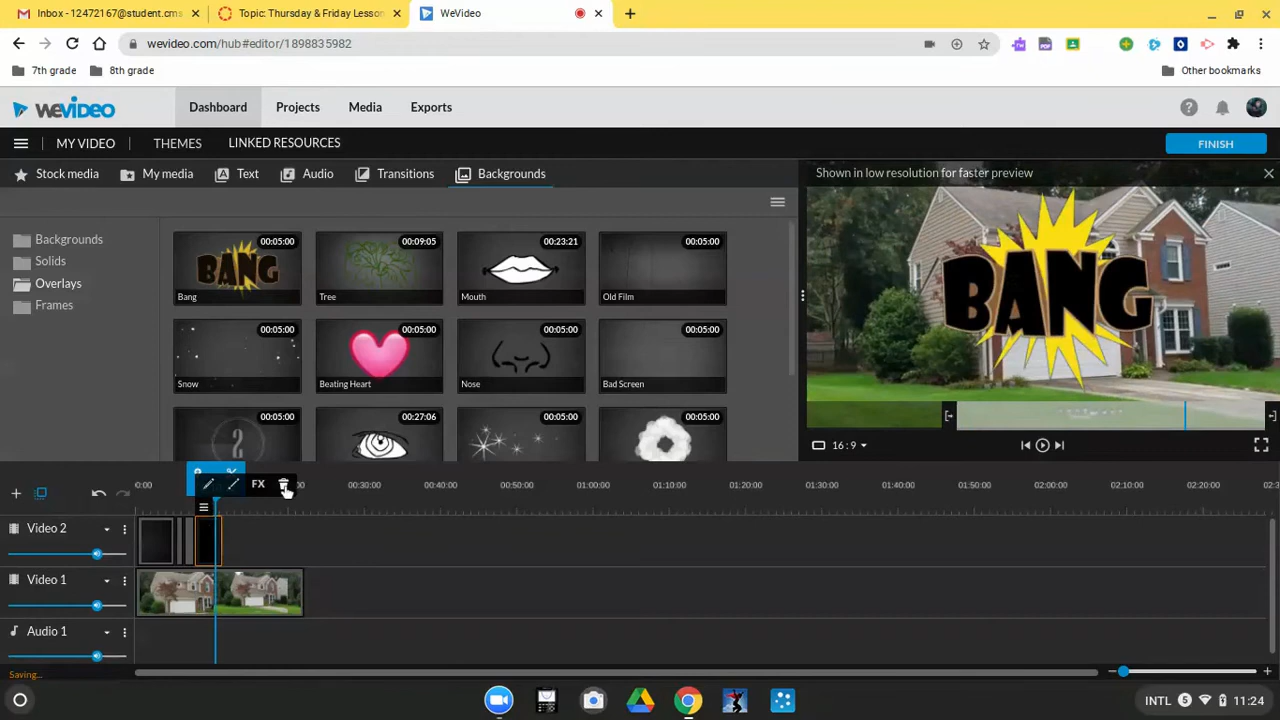 Inbox - 12472167@student.cms
Topic: Thursday & Friday Lesson
WeVideo
wevideo.com/hub#editor/1898835982
7th grade
8th grade
Other bookmarks
WEVIDEO
Dashboard
Projects
Media
Exports
MY VIDEO
THEMES
LINKED RESOURCES
FINISH
Stock media
My media
Text
Audio
Transitions
Backgrounds
Shown in low resolution for faster preview
Backgrounds
Solids
Overlays
Frames
BANG 00:05:00
Bang
00:09:05
Tree
00:23:21
Mouth
00:05:00
Old Film
00:05:00
Snow
00:05:00
Beating Heart
00:05:00
Nose
00:05:00
Bad Screen
00:05:00
2
00:27:06
00:05:00
00:05:00
BANG
16:9
FX
0:00 00:30:00 00:40:00 00:50:00 01:00:00 01:10:00 01:20:00 01:30:00 01:40:00 01:50:00 02:00:00 02:10:00 02:20:00 02:3
Video 2
Video 1
Audio 1
Saving...
INTL 5 11:24